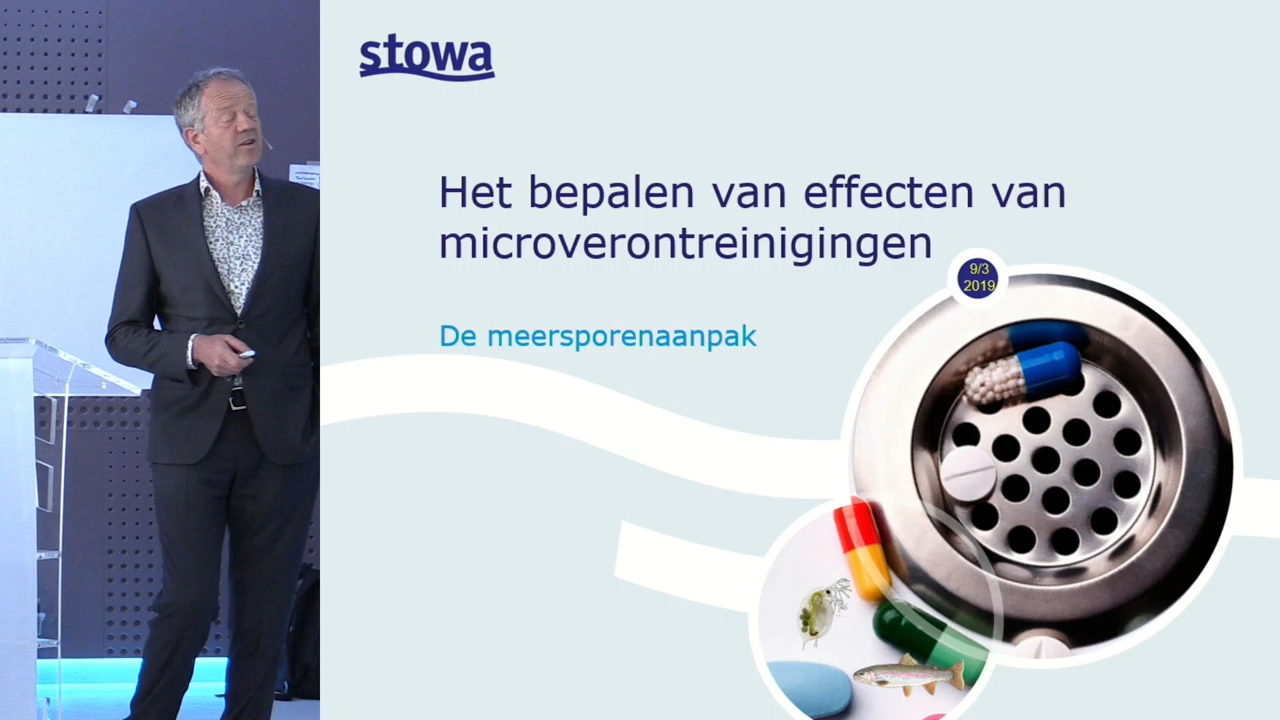 stowa
Het bepalen van effecten van
microverontreinigingen
9/3
2019
De meersporenaanpak